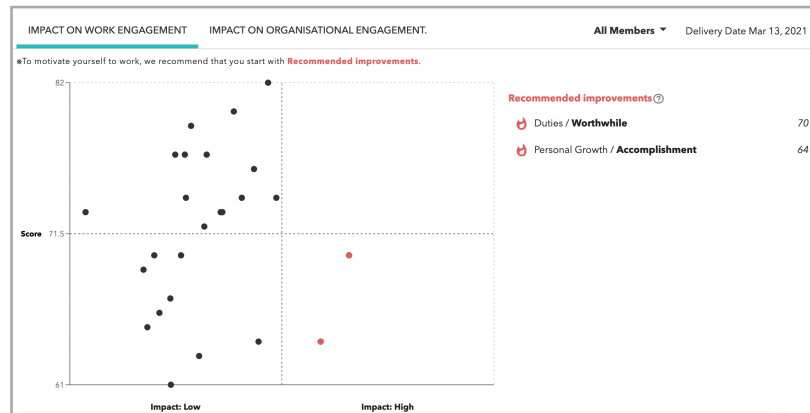 IMPACT ON WORK ENGAGEMENT IMPACT ON ORGANISATIONAL ENGAGEMENT. All Members Delivery Date Mar 13, 2021
※To motivate yourself to work, we recommend that you start with Recommended improvements.
82
Recommended improvements ?
Duties / Worthwhile 70
Personal Growth / Accomplishment 64
Score 71.5
61
Impact: Low Impact: High